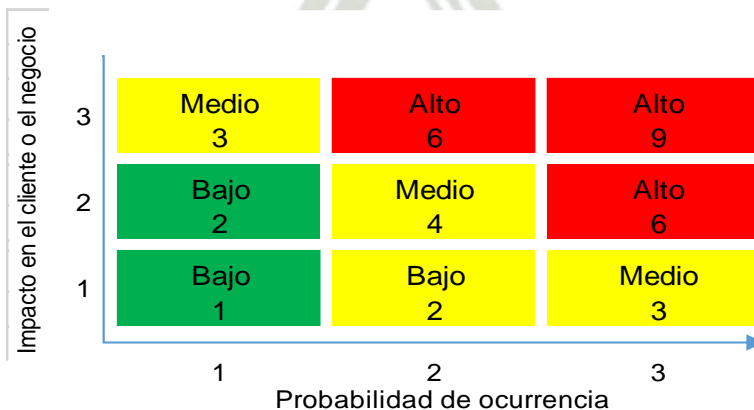 Impacto en el cliente o el negocio
3
Medio
3
Alto
6
Alto
9
2
Bajo
2
Medio
4
Alto
6
1
Bajo
1
Bajo
2
Medio
3
1
2
3
Probabilidad de ocurrencia